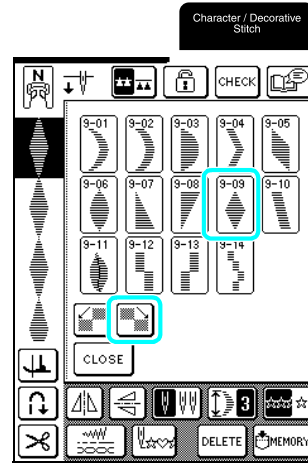 Character / Decorative
Stitch
N
CHECK
9-01 9-02 9-03 9-04 9-05
9-06 9-07 9-08 9-09 9-10
9-11 9-12 9-13 9-14
CLOSE
3
DELETE MEMORY